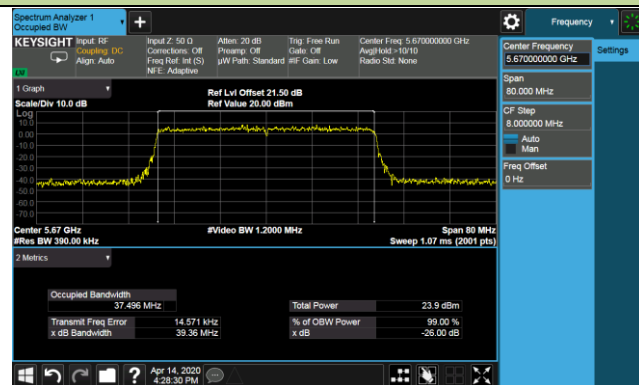 Spectrum Analyzer 1
Occupied BW
+
Frequency
KEYSIGHT
Input: RF
Coupling: DC
Align: Auto
Input Z: 50 Ω
Corrections: Off
Freq Ref: Int (S)
NFE: Adaptive
Atten: 20 dB
Preamp: Off
µW Path: Standard
Trig: Free Run
Gate: Off
#IF Gain: Low
Center Freq: 5.670000000 GHz
Avg|Hold:>10/10
Radio Std: None
1 Graph
Scale/Div 10.0 dB
Ref Lvl Offset 21.50 dB
Ref Value 20.00 dBm
Log
10.0
0.00
-10.0
-20.0
-30.0
-40.0
-50.0
-60.0
-70.0
Center 5.67 GHz
#Res BW 390.00 kHz
#Video BW 1.2000 MHz
Span 80 MHz
Sweep 1.07 ms (2001 pts)
2 Metrics
Occupied Bandwidth
37.496 MHz
Transmit Freq Error 14.571 kHz
x dB Bandwidth 39.36 MHz
Total Power 23.9 dBm
% of OBW Power 99.00 %
x dB -26.00 dB
Center Frequency
5.670000000 GHz
Settings
Span
80.000 MHz
CF Step
8.000000 MHz
Auto
Man
Freq Offset
0 Hz
?
Apr 14, 2020
4:28:30 PM